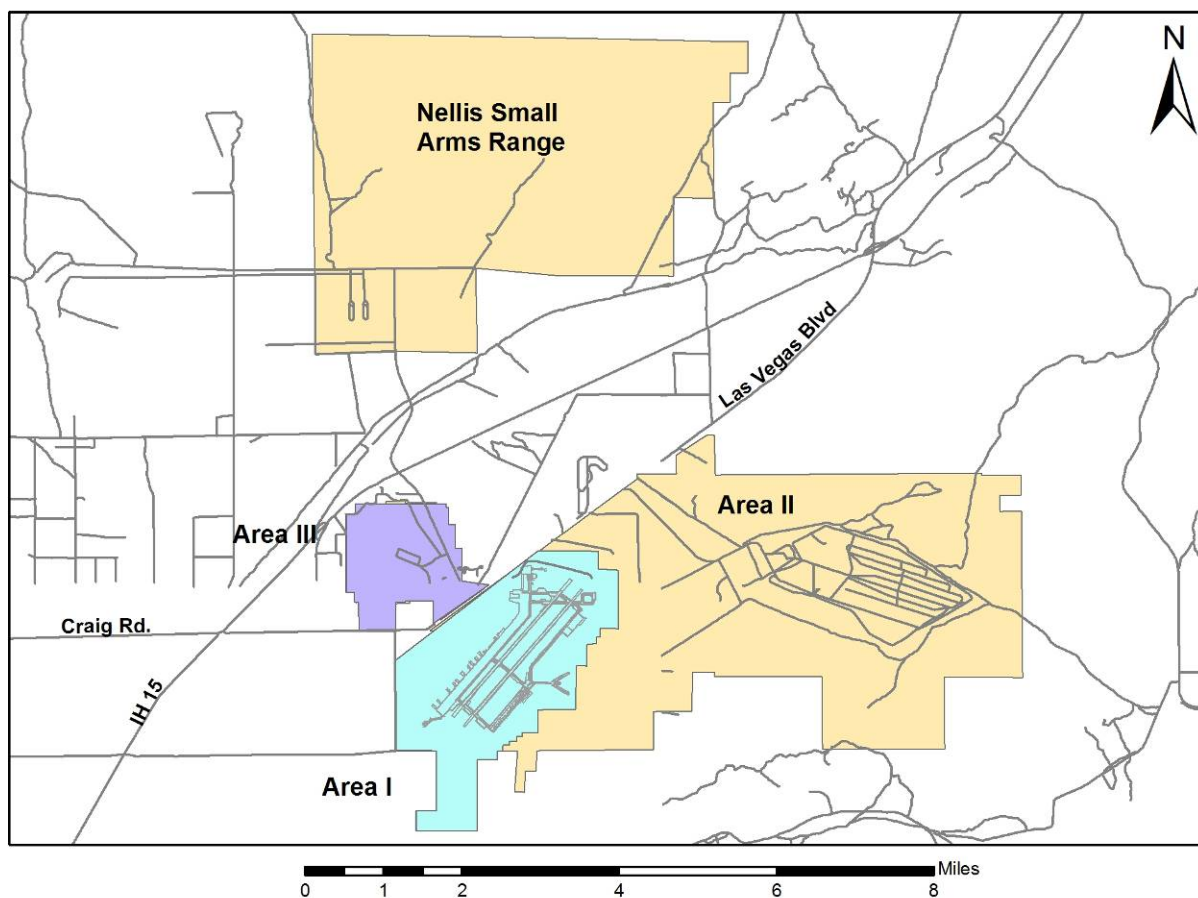 N
Nellis Small
Arms Range
Las Vegas Blvd
Area II
Area III
Craig Rd.
IH 15
Area I
Miles
0 1 2 4 6 8